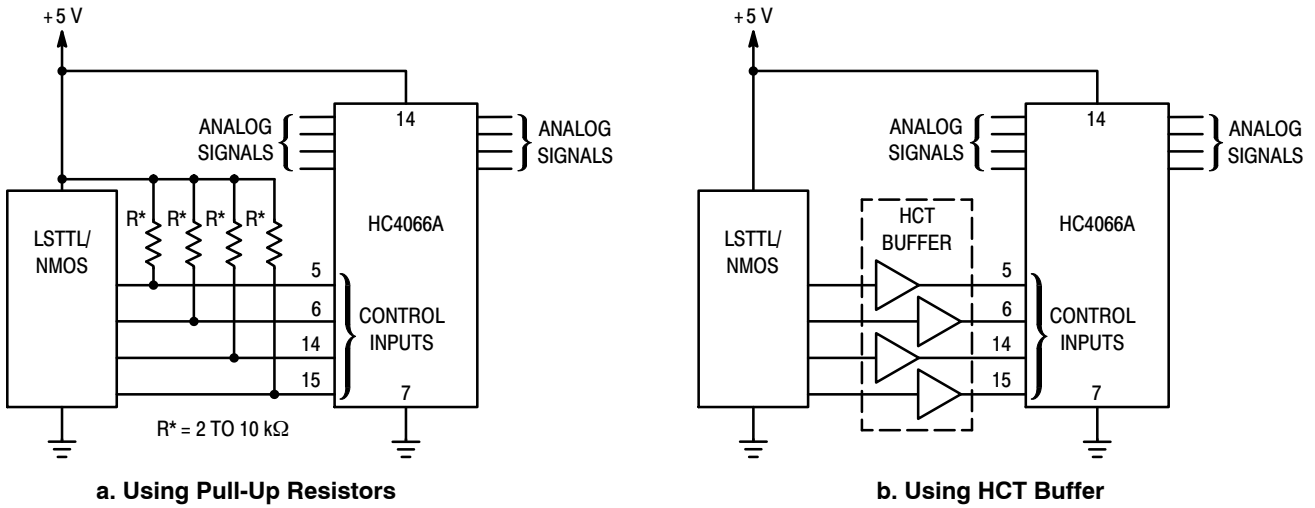 +5 V
14
ANALOG
SIGNALS
ANALOG
SIGNALS
R* R* R* R*
HC4066A
LSTTL/
NMOS
5
6
14
15
CONTROL
INPUTS
7
R* = 2 TO 10 kΩ
a. Using Pull-Up Resistors
+5 V
14
ANALOG
SIGNALS
ANALOG
SIGNALS
HCT
BUFFER
HC4066A
LSTTL/
NMOS
5
6
14
15
CONTROL
INPUTS
7
b. Using HCT Buffer